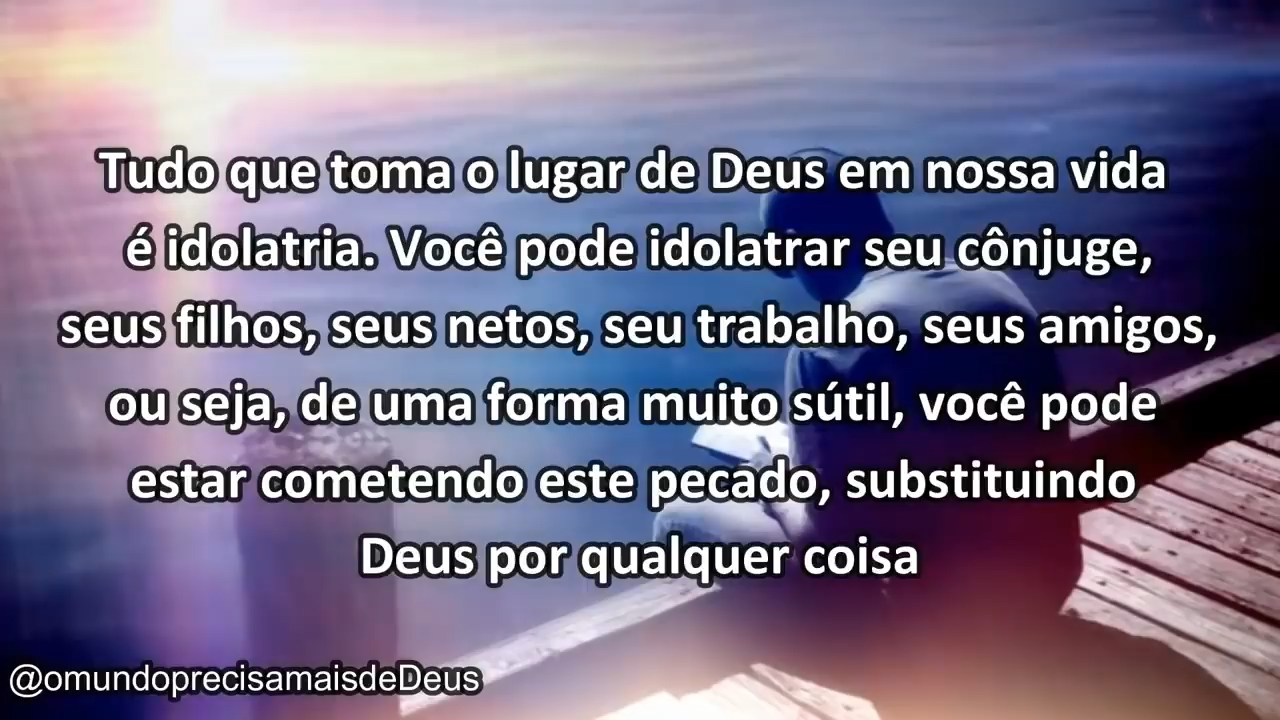 Tudo que toma o lugar de Deus em nossa vida
é idolatria. Você pode idolatrar seu cônjuge,
seus filhos, seus netos, seu trabalho, seus amigos,
ou seja, de uma forma muito sútil, você pode
estar cometendo este pecado, substituindo
Deus por qualquer coisa
@omundoprecisamaisdeDeus